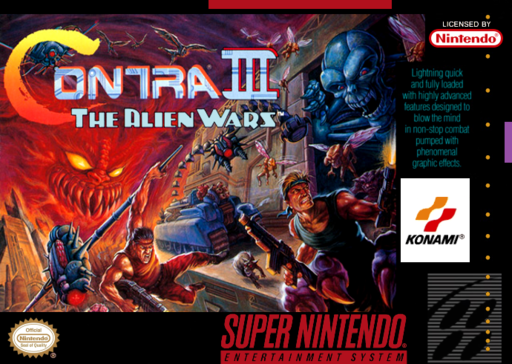 CONTRA III
THE ALIEN WARS™
LICENSED BY
Nintendo®
Lightning quick
and fully loaded
with highly advanced
features designed to
blow the mind
in non-stop combat
pumped with
phenomenal
graphic effects.
KONAMI®
Official
Nintendo
Seal of Quality
SUPER NINTENDO
ENTERTAINMENT SYSTEM